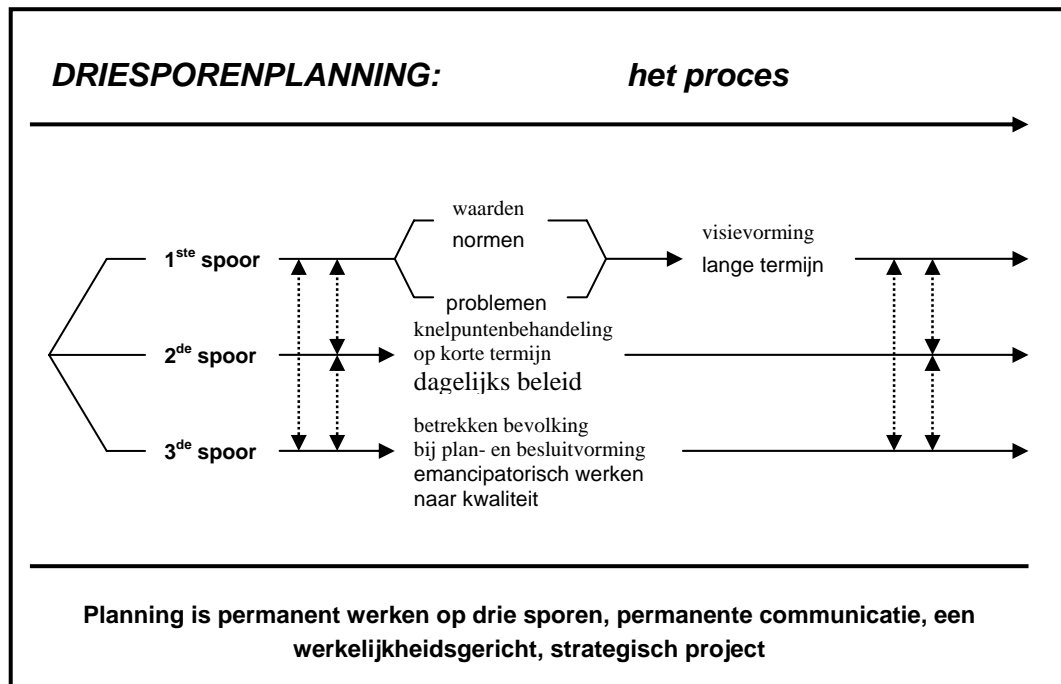 DRIESPORENPLANNING: het proces
waarden
normen
problemen
1ste spoor
visievorming
lange termijn
2de spoor
knelpuntenbehandeling
op korte termijn
dagelijks beleid
3de spoor
betrekken bevolking
bij plan- en besluitvorming
emancipatorisch werken
naar kwaliteit
Planning is permanent werken op drie sporen, permanente communicatie, een
werkelijkheidsgericht, strategisch project